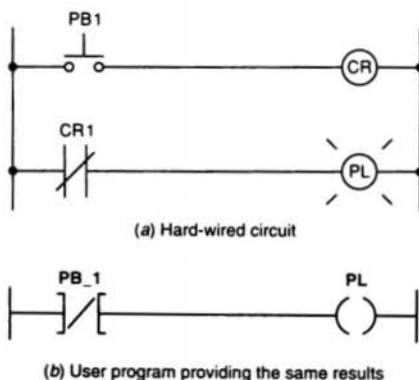 PB1
CR
CR1
PL
(a) Hard-wired circuit
PB_1
PL
(b) User program providing the same results